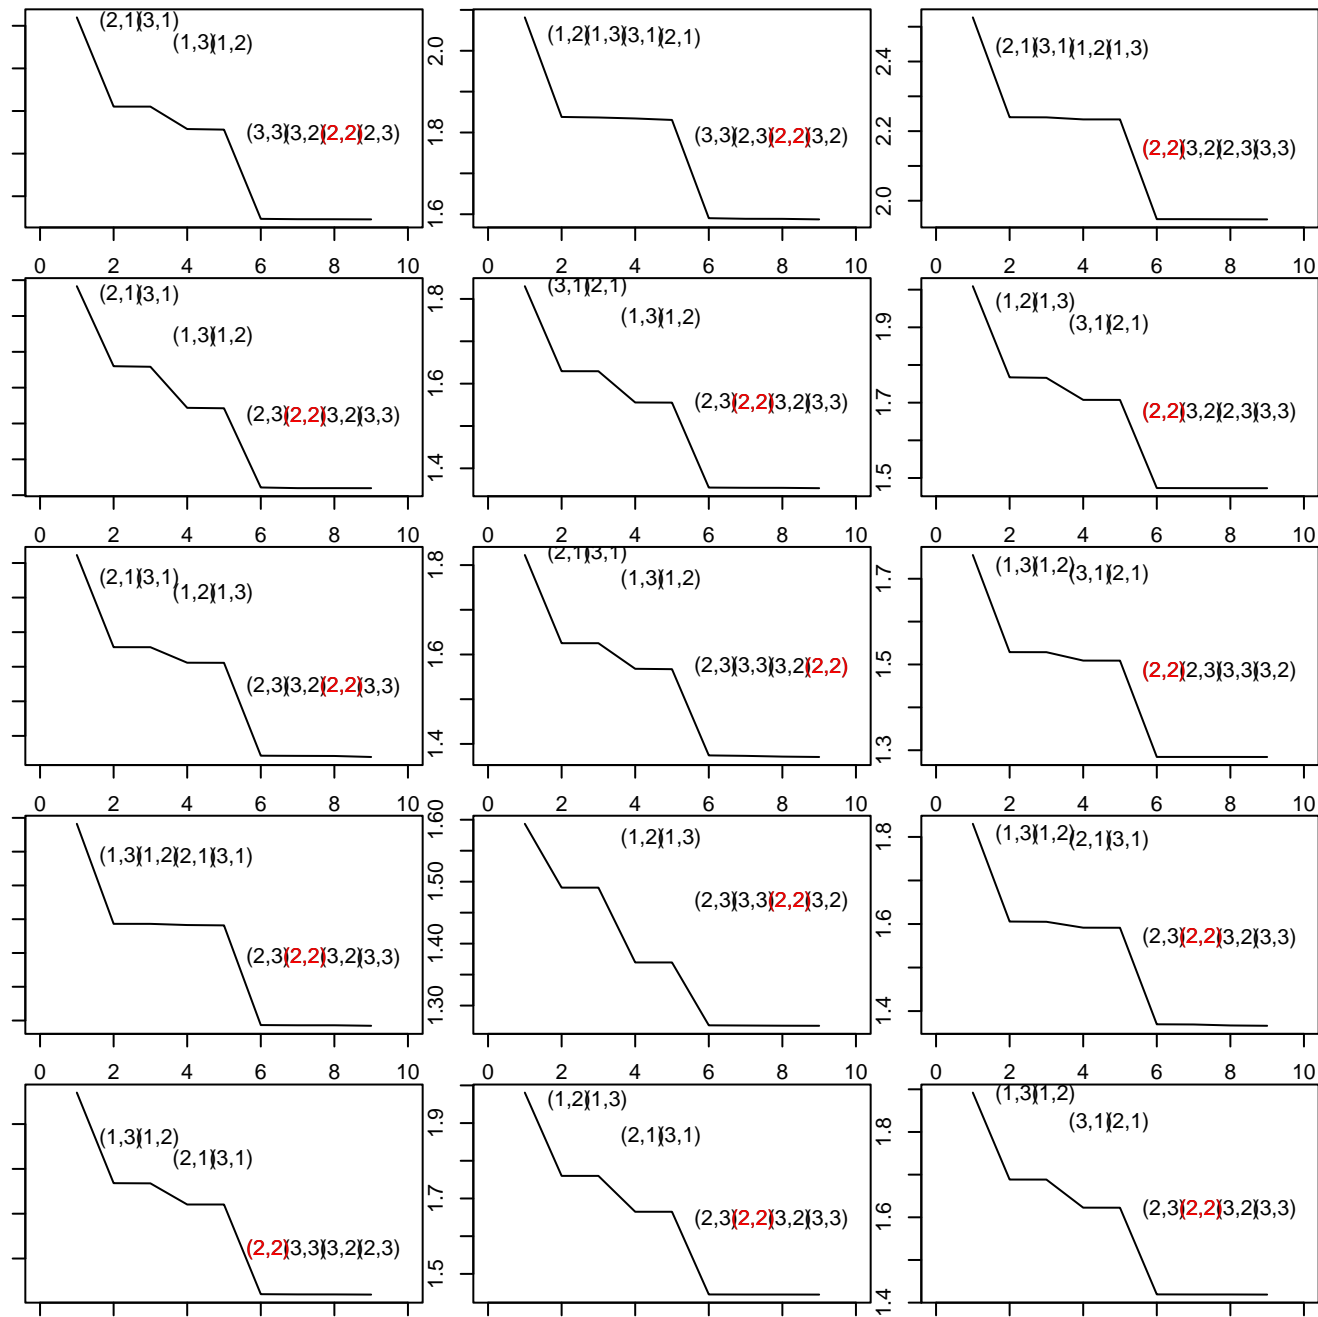 (2,1)(3,1)
(1,3)(1,2)
(3,3)(3,2)(2,2)(2,3)
0 2 4 6 8 10
1.6 1.8 2.0
(1,2)(1,3)(3,1)(2,1)
(3,3)(2,3)(2,2)(3,2)
0 2 4 6 8 10
2.0 2.2 2.4
(2,1)(3,1)(1,2)(1,3)
(2,2)(3,2)(2,3)(3,3)
0 2 4 6 8 10
(2,1)(3,1)
(1,3)(1,2)
(2,3)(2,2)(3,2)(3,3)
0 2 4 6 8 10
1.4 1.6 1.8
(3,1)(2,1)
(1,3)(1,2)
(2,3)(2,2)(3,2)(3,3)
0 2 4 6 8 10
1.5 1.7 1.9
(1,2)(1,3)
(3,1)(2,1)
(2,2)(3,2)(2,3)(3,3)
0 2 4 6 8 10
(2,1)(3,1)
(1,2)(1,3)
(2,3)(3,2)(2,2)(3,3)
0 2 4 6 8 10
1.4 1.6 1.8
(2,1)(3,1)
(1,3)(1,2)
(2,3)(3,3)(3,2)(2,2)
0 2 4 6 8 10
1.3 1.5 1.7
(1,3)(1,2)(3,1)(2,1)
(2,2)(2,3)(3,3)(3,2)
0 2 4 6 8 10
(1,3)(1,2)(2,1)(3,1)
(2,3)(2,2)(3,2)(3,3)
0 2 4 6 8 10
1.30 1.40 1.50 1.60
(1,2)(1,3)
(2,3)(3,3)(2,2)(3,2)
0 2 4 6 8 10
1.4 1.6 1.8
(1,3)(1,2)(2,1)(3,1)
(2,3)(2,2)(3,2)(3,3)
0 2 4 6 8 10
(1,3)(1,2)
(2,1)(3,1)
(2,2)(3,3)(3,2)(2,3)
1.5 1.7 1.9
(1,2)(1,3)
(2,1)(3,1)
(2,3)(2,2)(3,2)(3,3)
1.4 1.6 1.8
(1,3)(1,2)
(3,1)(2,1)
(2,3)(2,2)(3,2)(3,3)